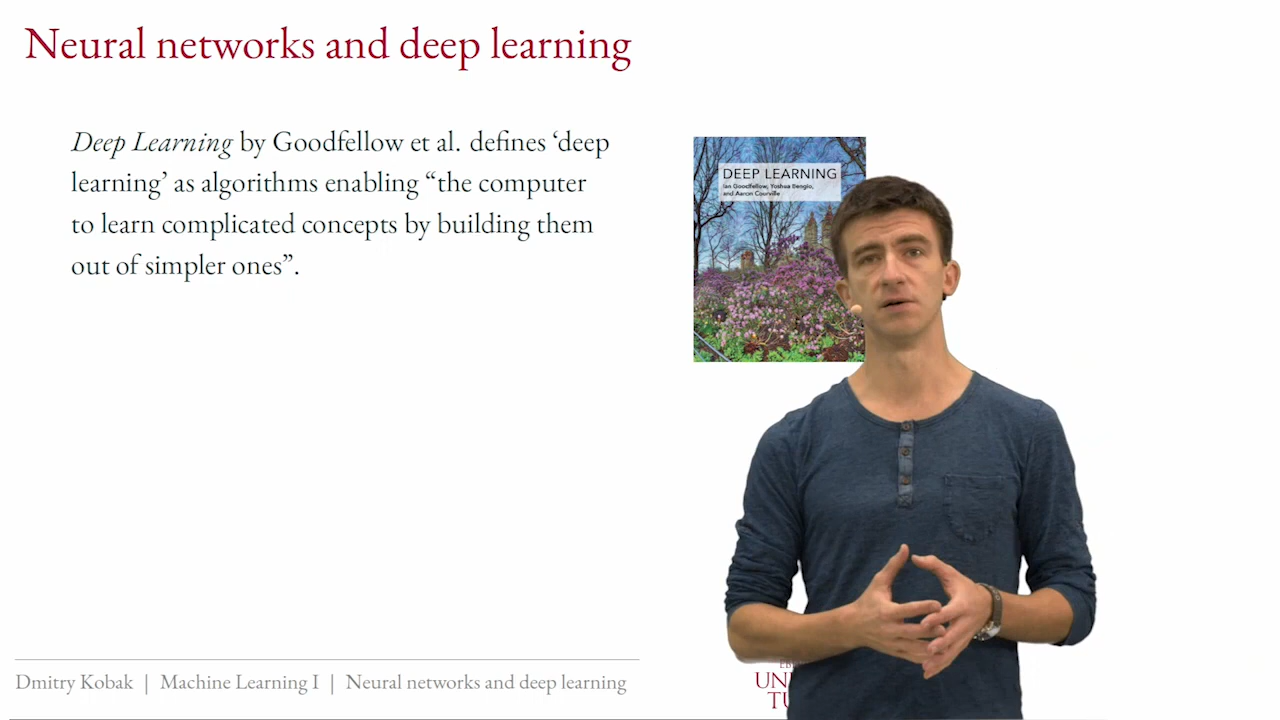 Neural networks and deep learning
Deep Learning by Goodfellow et al. defines ‘deep
learning’ as algorithms enabling “the computer
to learn complicated concepts by building them
out of simpler ones”.
DEEP LEARNING
Ian Goodfellow, Yoshua Bengio,
and Aaron Courville
Dmitry Kobak | Machine Learning I | Neural networks and deep learning